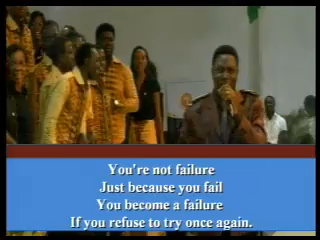 You're not failure
Just because you fail
You become a failure
If you refuse to try once again.